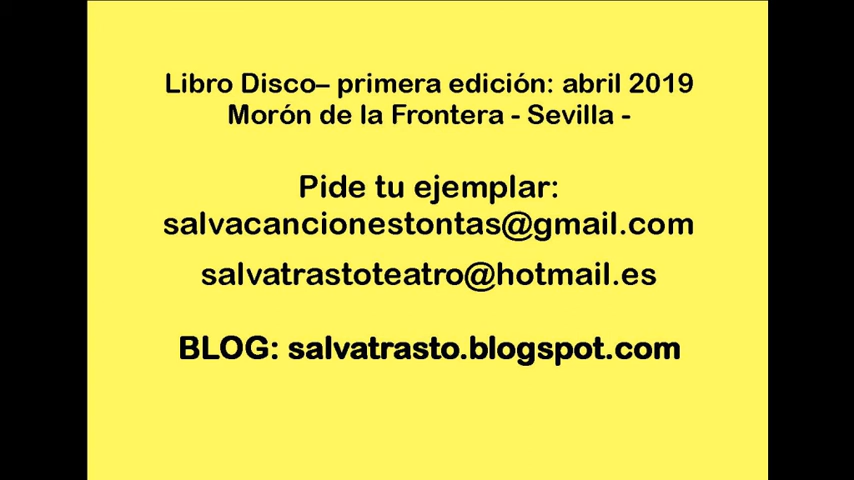 Libro Disco– primera edición: abril 2019
Morón de la Frontera - Sevilla -
Pide tu ejemplar:
salvacancionestontas@gmail.com
salvatrastoteatro@hotmail.es
BLOG: salvatrasto.blogspot.com